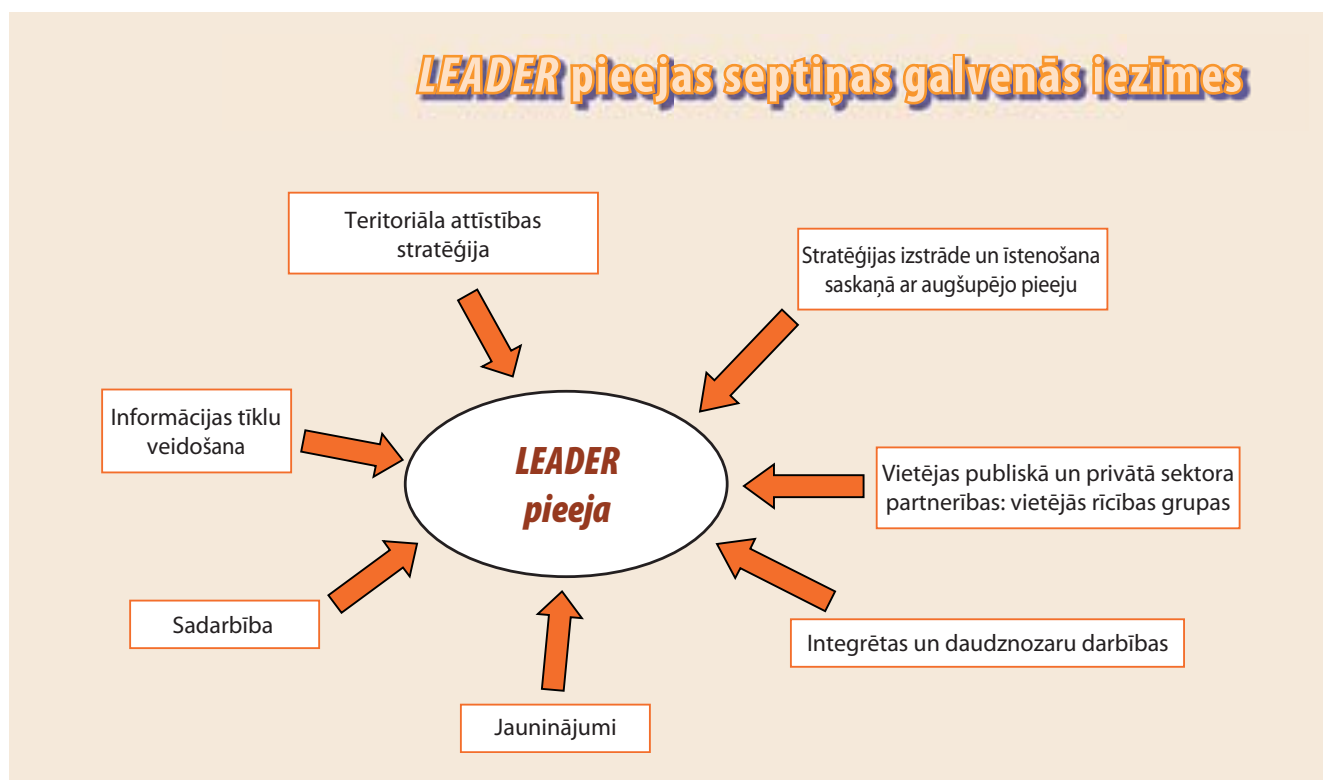 LEADER pieejas septiņas galvenās iezīmes
Teritoriāla attīstības
stratēģija
Stratēģijas izstrāde un īstenošana
saskaņā ar augšupējo pieeju
Informācijas tīklu
veidošana
LEADER
pieeja
Vietējas publiskā un privātā sektora
partnerības: vietējās rīcības grupas
Sadarbība
Integrētas un daudznozaru darbības
Jauninājumi